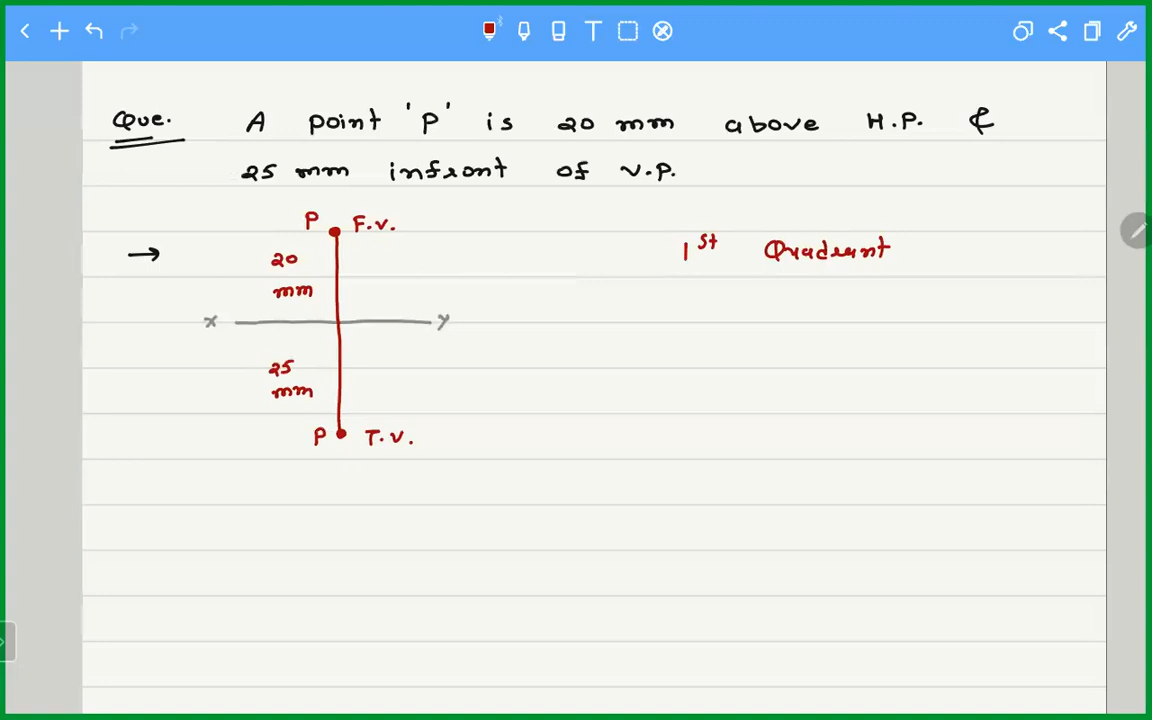 Que. A point 'P' is 20 mm above H.P. &
25 mm infront of V.P.
P F.V.
→ 20 1st Quadrant
mm
x y
25
mm
P T.V.